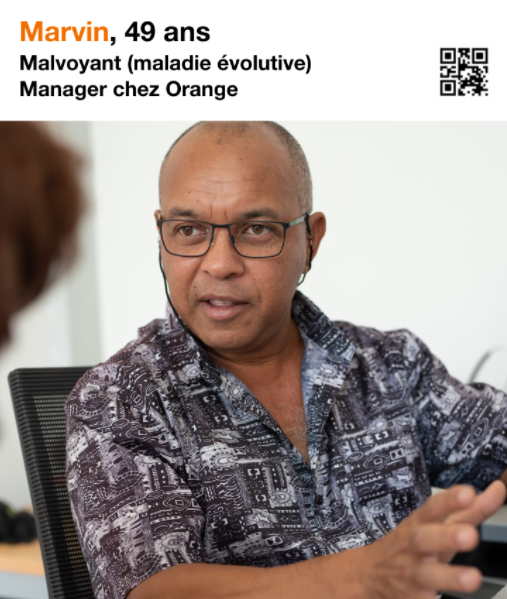 Marvin, 49 ans
Malvoyant (maladie évolutive)
Manager chez Orange